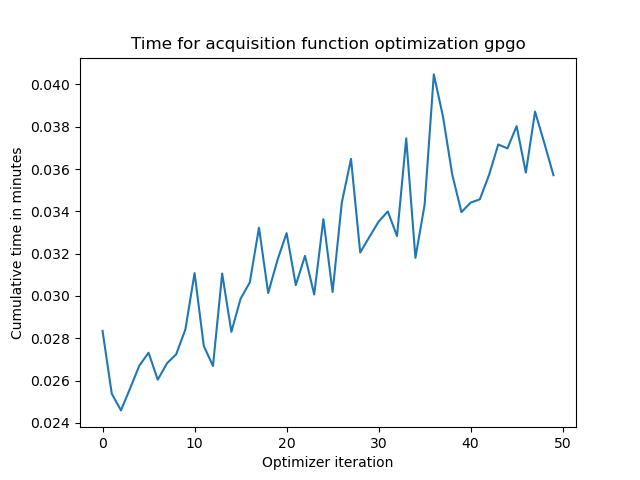 Time for acquisition function optimization gpgo
0.040
0.038
0.036
0.034
0.032
0.030
0.028
0.026
0.024
Cumulative time in minutes
0 10 20 30 40 50
Optimizer iteration